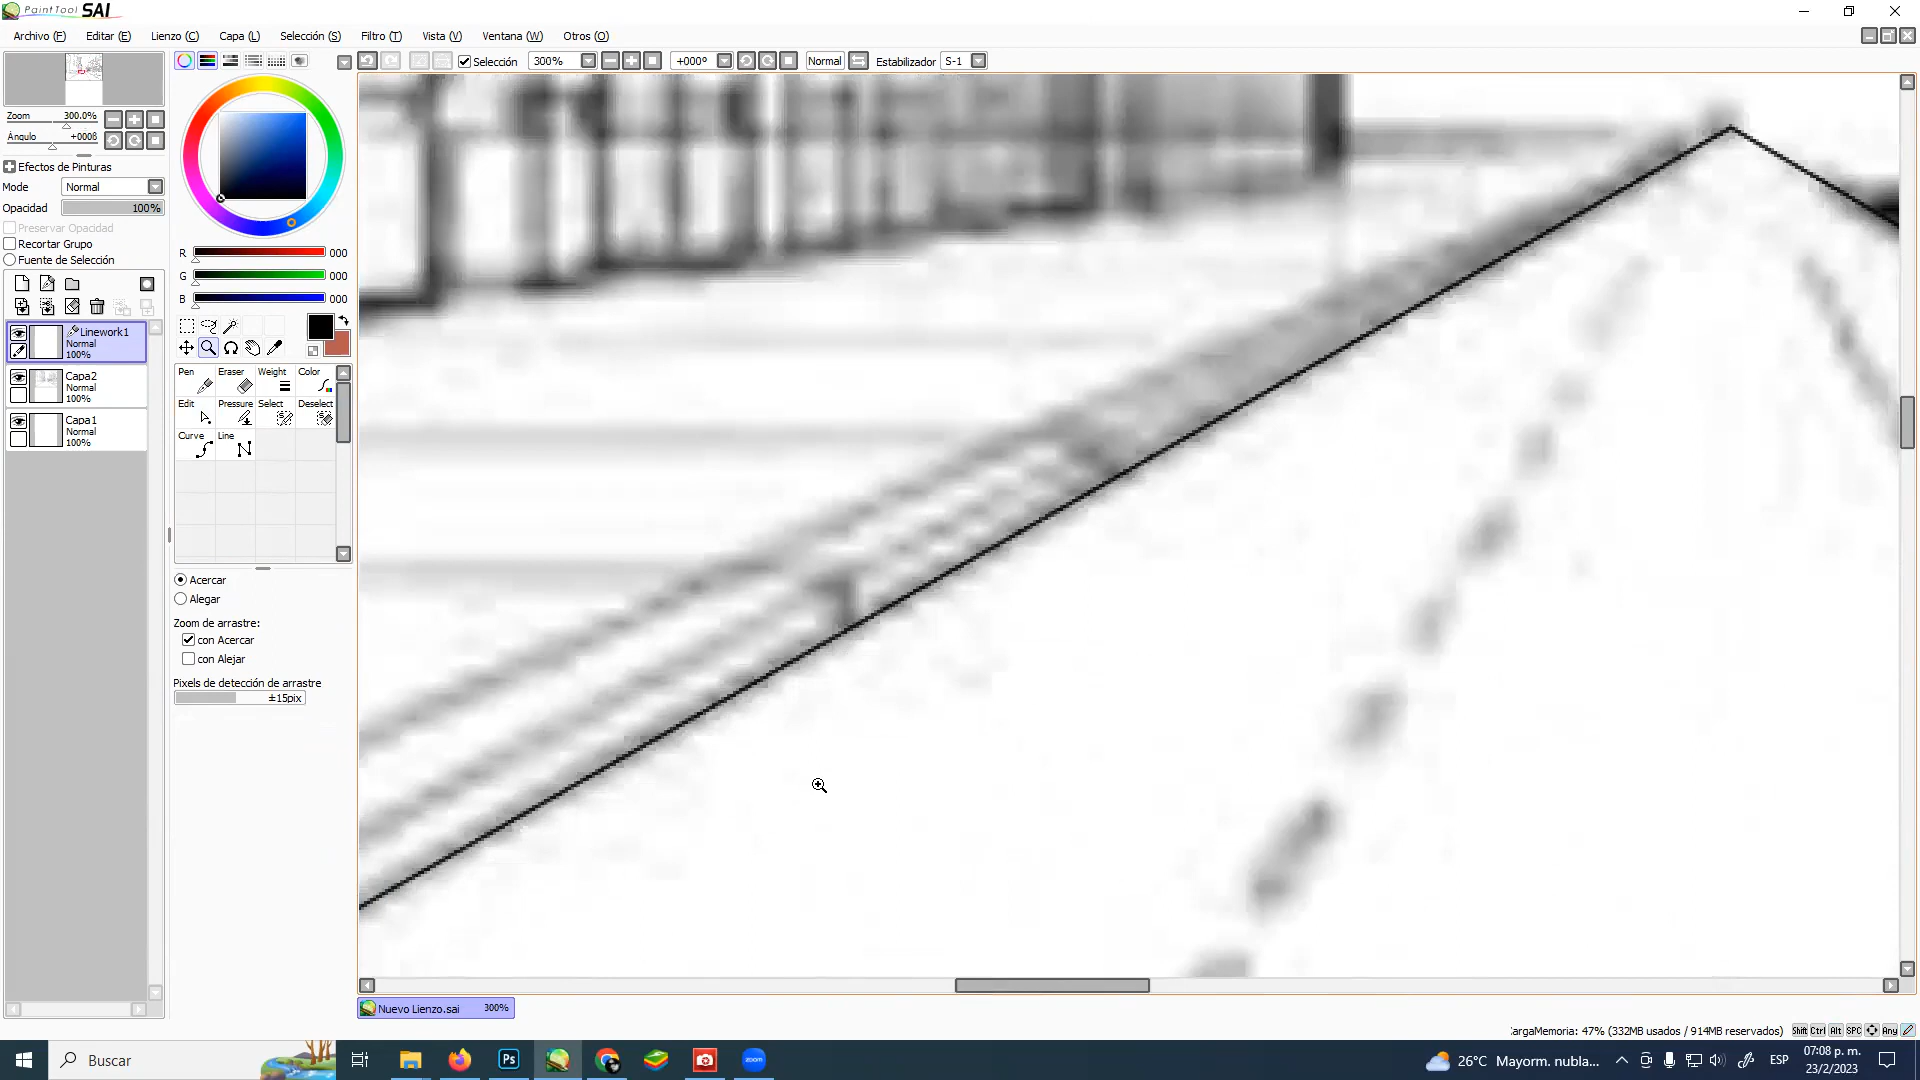 PaintTool SAI
Archivo (F) Editar (E) Lienzo (C) Capa (L) Selección (S) Filtro (T) Vista (V) Ventana (W) Otros (O)
Selección 300% +000º Normal Estabilizador S-1
Zoom 300.0%
Ángulo +000ß
Efectos de Pinturas
Mode Normal
Opacidad 100%
Preservar Opacidad
Recortar Grupo
Fuente de Selección
Linework1
Normal
100%
Capa2
Normal
100%
Capa1
Normal
100%
R 000
G 000
B 000
Pen Eraser Weight Color
Edit Pressure Select Deselect
Curve Line
Acercar
Alegar
Zoom de arrastre:
con Acercar
con Alejar
Pixels de detección de arrastre
±15pix
Nuevo Lienzo.sai 300%
argaMemoria: 47% (332MB usados / 914MB reservados) Shift Ctrl Alt SPC Any
Buscar
Ps
zoom
26°C Mayorm. nubla...
ESP
07:08 p. m.
23/2/2023